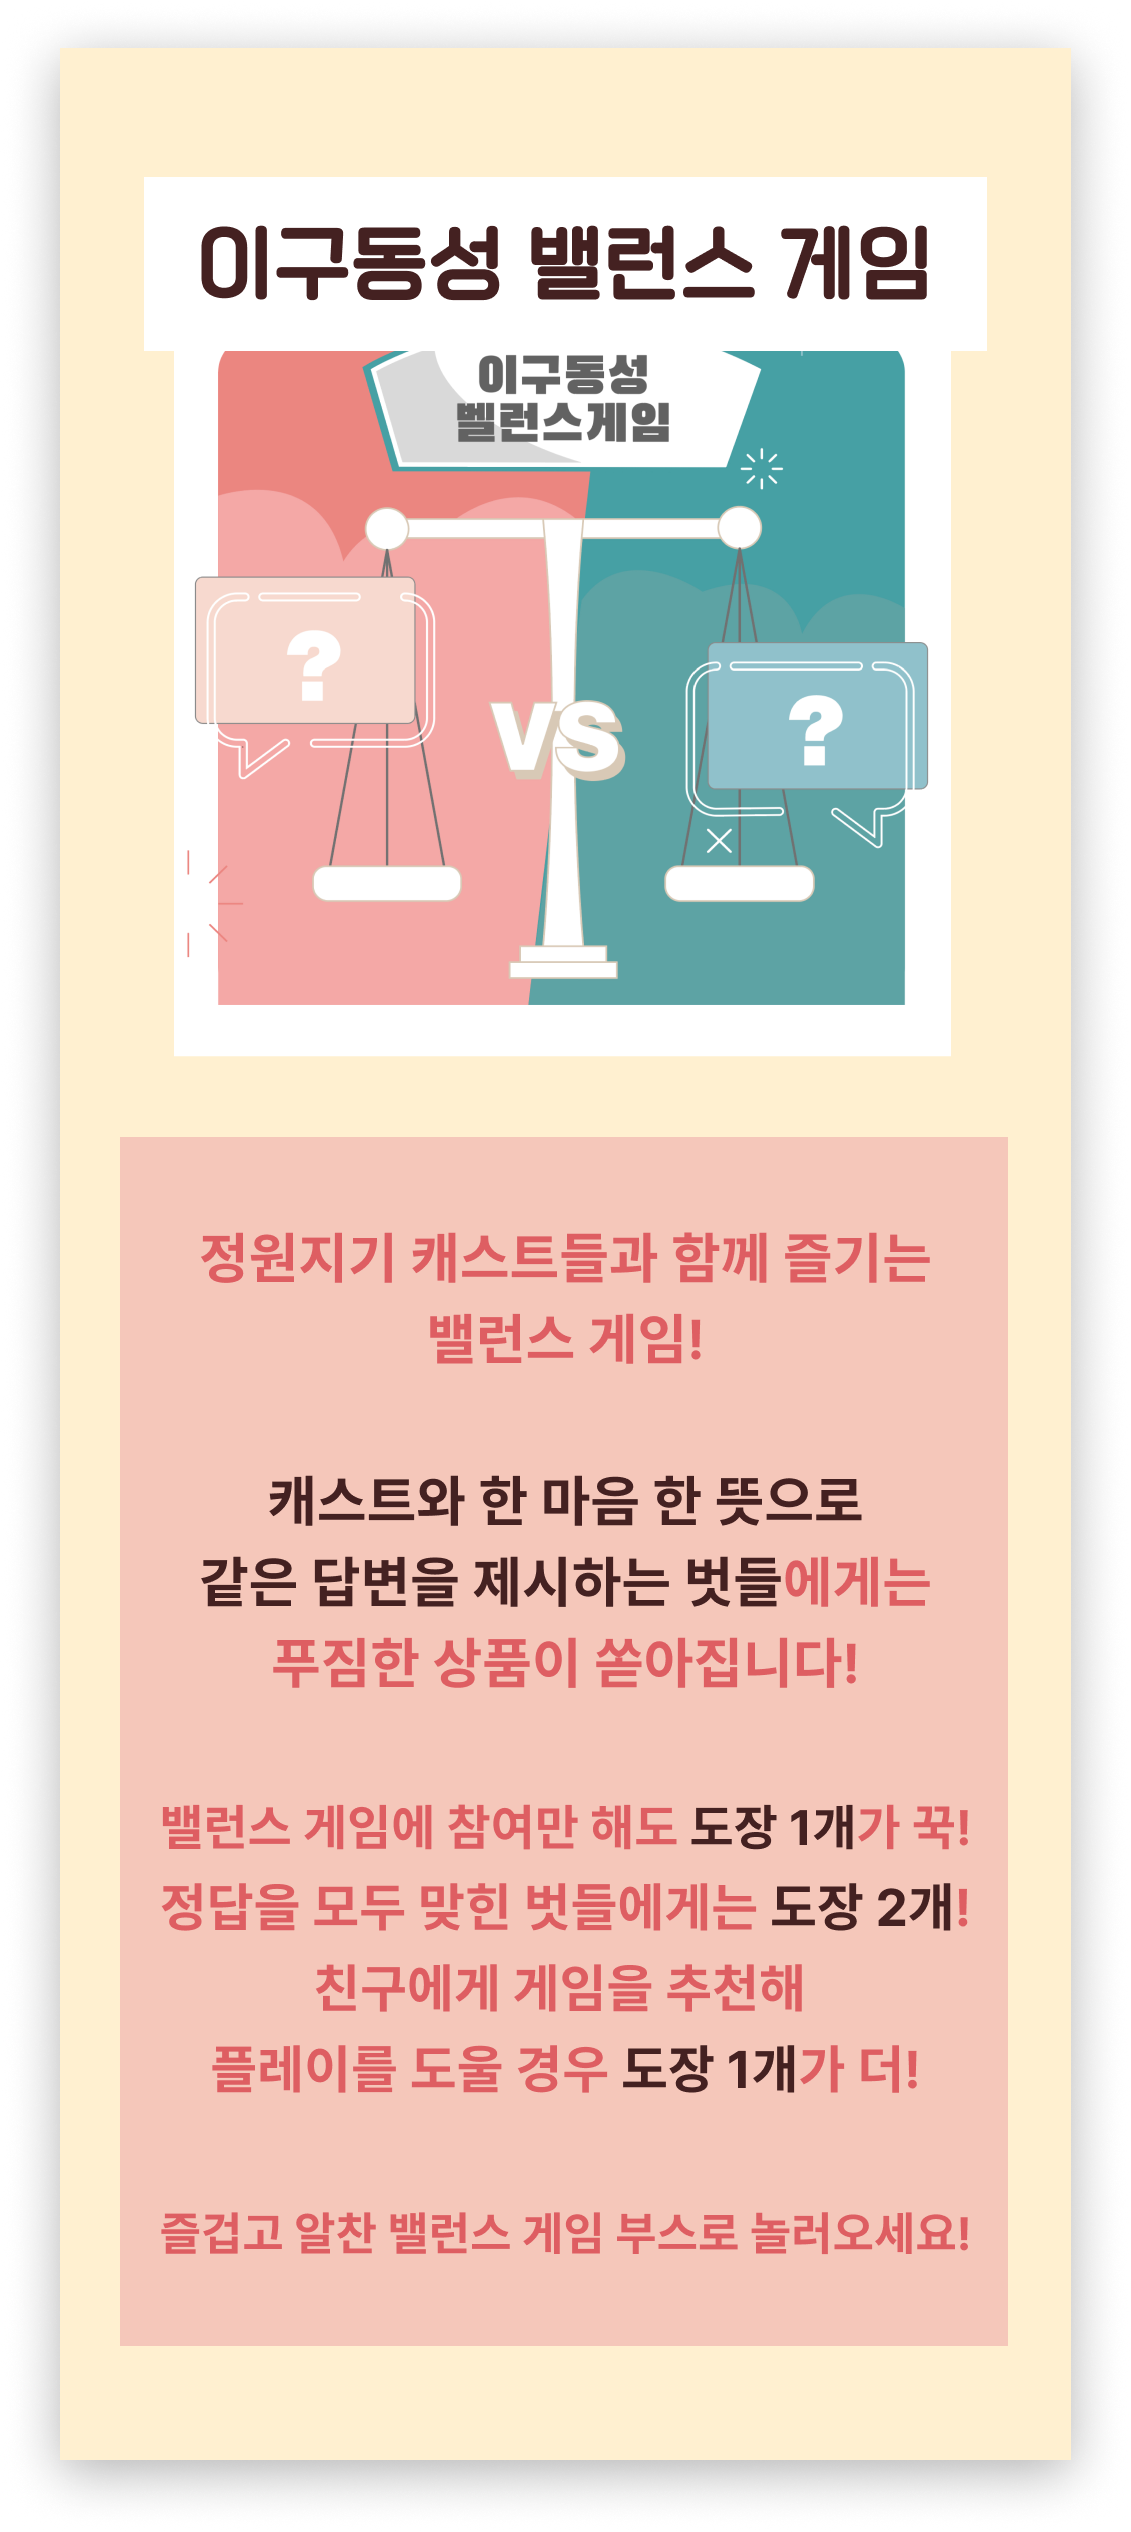 이구동성 밸런스 게임
이구동성
벨런스게임
?
?
VS
정원지기 캐스트들과 함께 즐기는
밸런스 게임!
캐스트와 한 마음 한 뜻으로
같은 답변을 제시하는 벗들에게는
푸짐한 상품이 쏟아집니다!
밸런스 게임에 참여만 해도 도장 1개가 꾹!
정답을 모두 맞힌 벗들에게는 도장 2개!
친구에게 게임을 추천해
플레이를 도울 경우 도장 1개가 더!
즐겁고 알찬 밸런스 게임 부스로 놀러오세요!